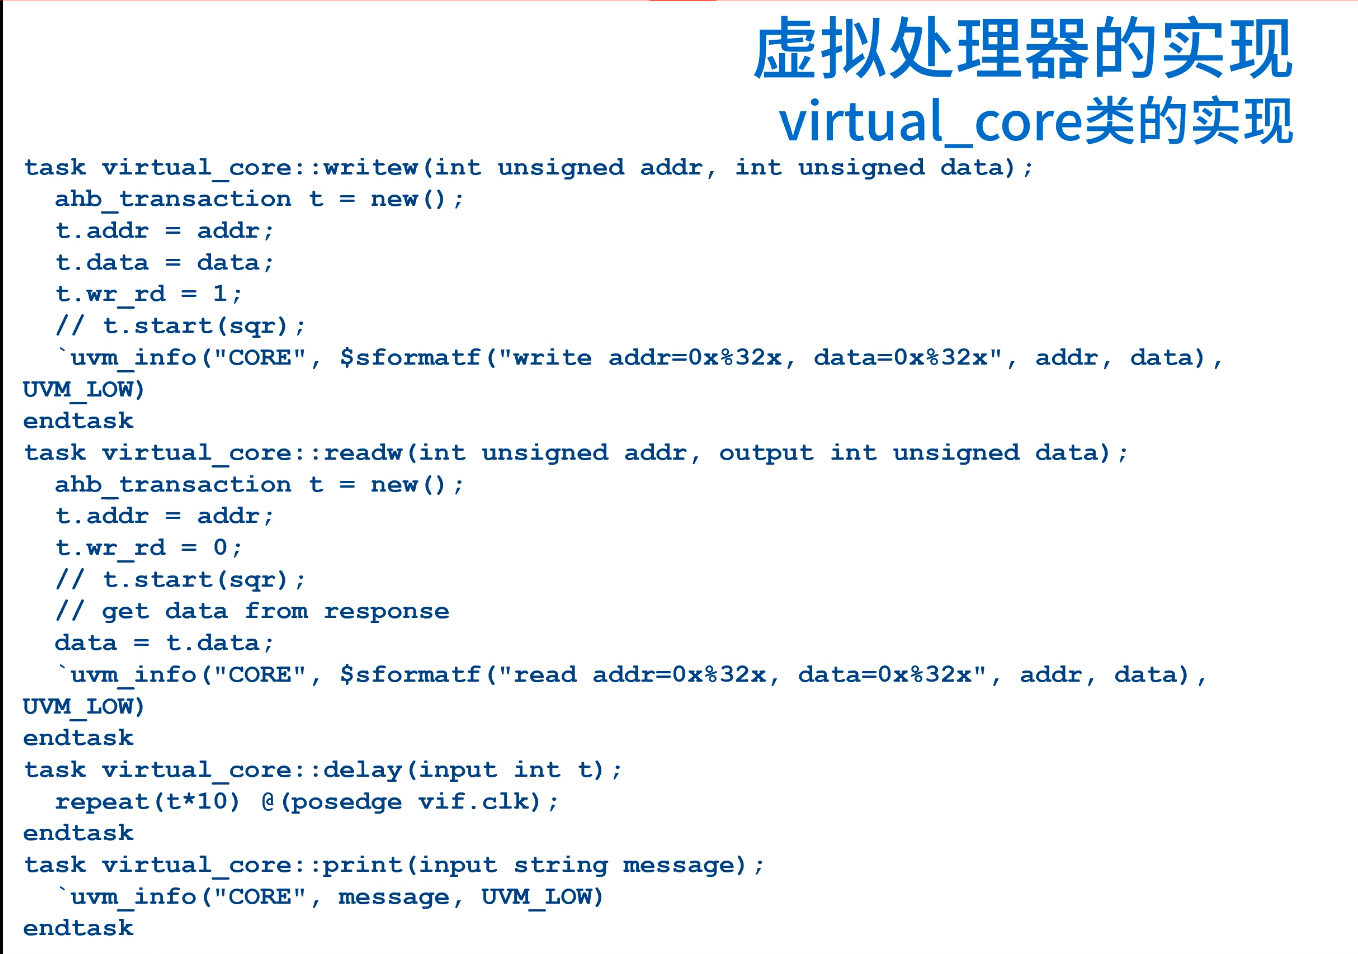 虚拟处理器的实现
virtual_core类的实现
task virtual_core::writew(int unsigned addr, int unsigned data);
  ahb_transaction t = new();
  t.addr = addr;
  t.data = data;
  t.wr_rd = 1;
  // t.start(sqr);
  `uvm_info("CORE", $sformatf("write addr=0x%32x, data=0x%32x", addr, data),
UVM_LOW)
endtask
task virtual_core::readw(int unsigned addr, output int unsigned data);
  ahb_transaction t = new();
  t.addr = addr;
  t.wr_rd = 0;
  // t.start(sqr);
  // get data from response
  data = t.data;
  `uvm_info("CORE", $sformatf("read addr=0x%32x, data=0x%32x", addr, data),
UVM_LOW)
endtask
task virtual_core::delay(input int t);
  repeat(t*10) @(posedge vif.clk);
endtask
task virtual_core::print(input string message);
  `uvm_info("CORE", message, UVM_LOW)
endtask